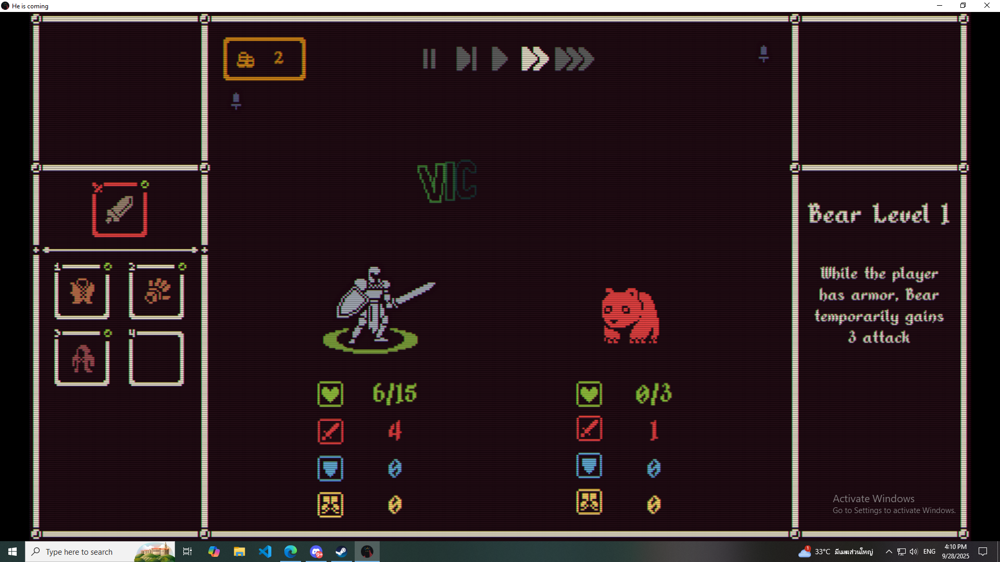 He is coming
2
VIC
1
2
3
4
6/15
4
0
0
0/3
1
0
0
Bear Level 1
While the player
has armor, Bear
temporarily gains
3 attack
Activate Windows
Go to Settings to activate Windows.
Type here to search
9+
1
33°C มีเมฆส่วนใหญ่
ENG
4:10 PM
9/28/2025